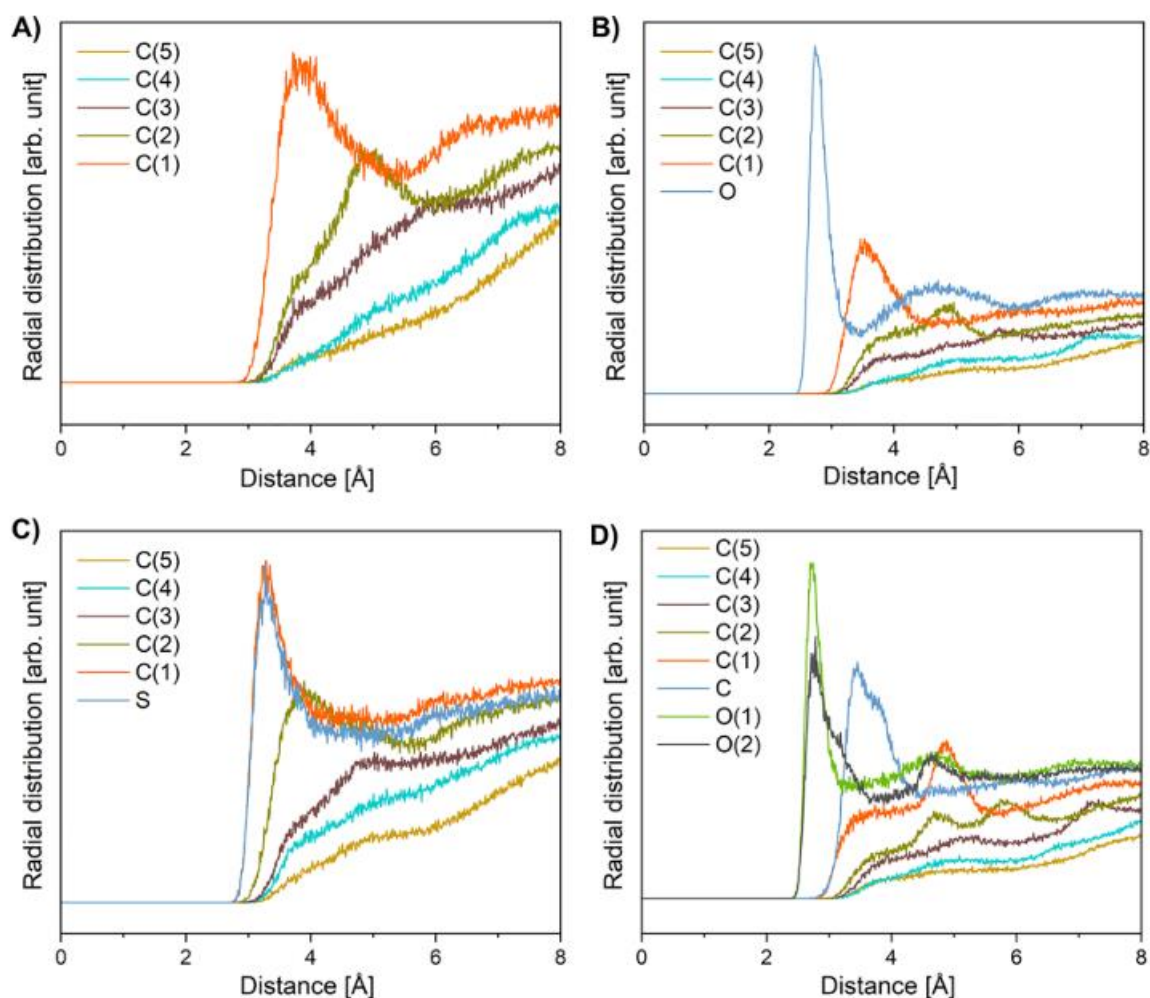 A)
Radial distribution [arb. unit]
C(5)
C(4)
C(3)
C(2)
C(1)
0 2 4 6 8
Distance [Å]
B)
Radial distribution [arb. unit]
C(5)
C(4)
C(3)
C(2)
C(1)
O
0 2 4 6 8
Distance [Å]
C)
Radial distribution [arb. unit]
C(5)
C(4)
C(3)
C(2)
C(1)
S
0 2 4 6 8
Distance [Å]
D)
Radial distribution [arb. unit]
C(5)
C(4)
C(3)
C(2)
C(1)
C
O(1)
O(2)
0 2 4 6 8
Distance [Å]